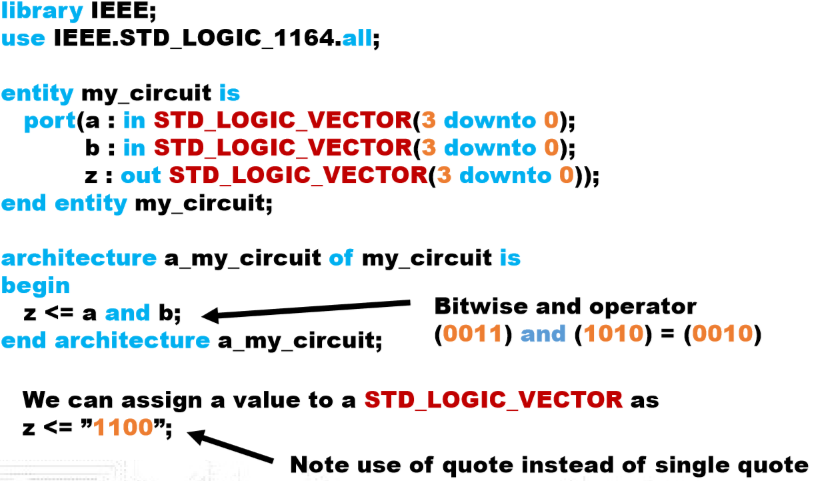 library IEEE;
use IEEE.STD_LOGIC_1164.all;
entity my_circuit is
port(a : in STD_LOGIC_VECTOR(3 downto 0);
b : in STD_LOGIC_VECTOR(3 downto 0);
z : out STD_LOGIC_VECTOR(3 downto 0));
end entity my_circuit;
architecture a_my_circuit of my_circuit is
begin
z <= a and b;
end architecture a_my_circuit;
Bitwise and operator
(0011) and (1010) = (0010)
We can assign a value to a STD_LOGIC_VECTOR as
z <= ”1100”;
Note use of quote instead of single quote